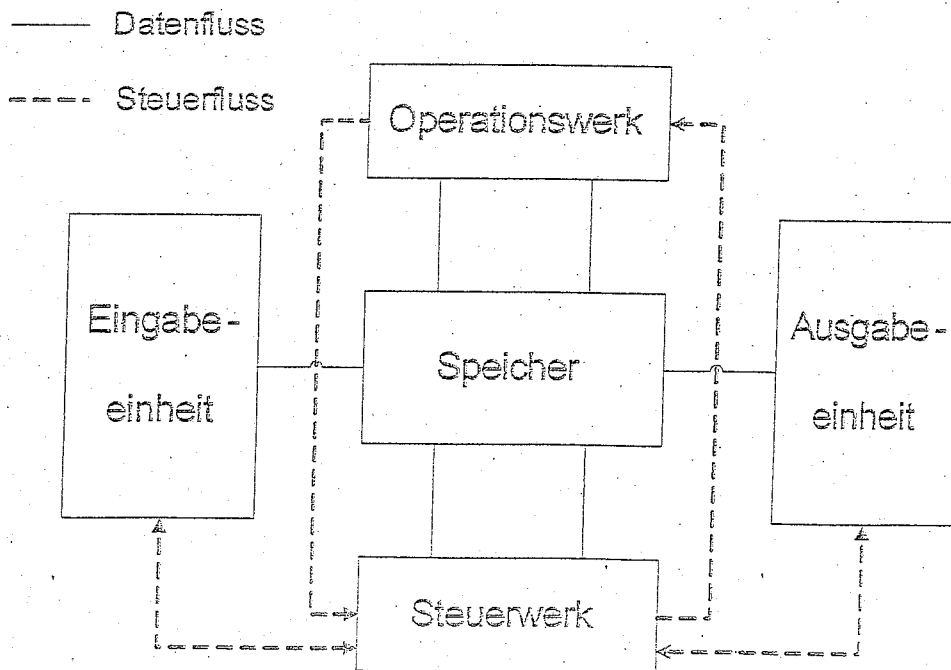 Datenfluss
Steuerfluss
Operationswerk
Eingabe-
einheit
Speicher
Ausgabe-
einheit
Steuerwerk